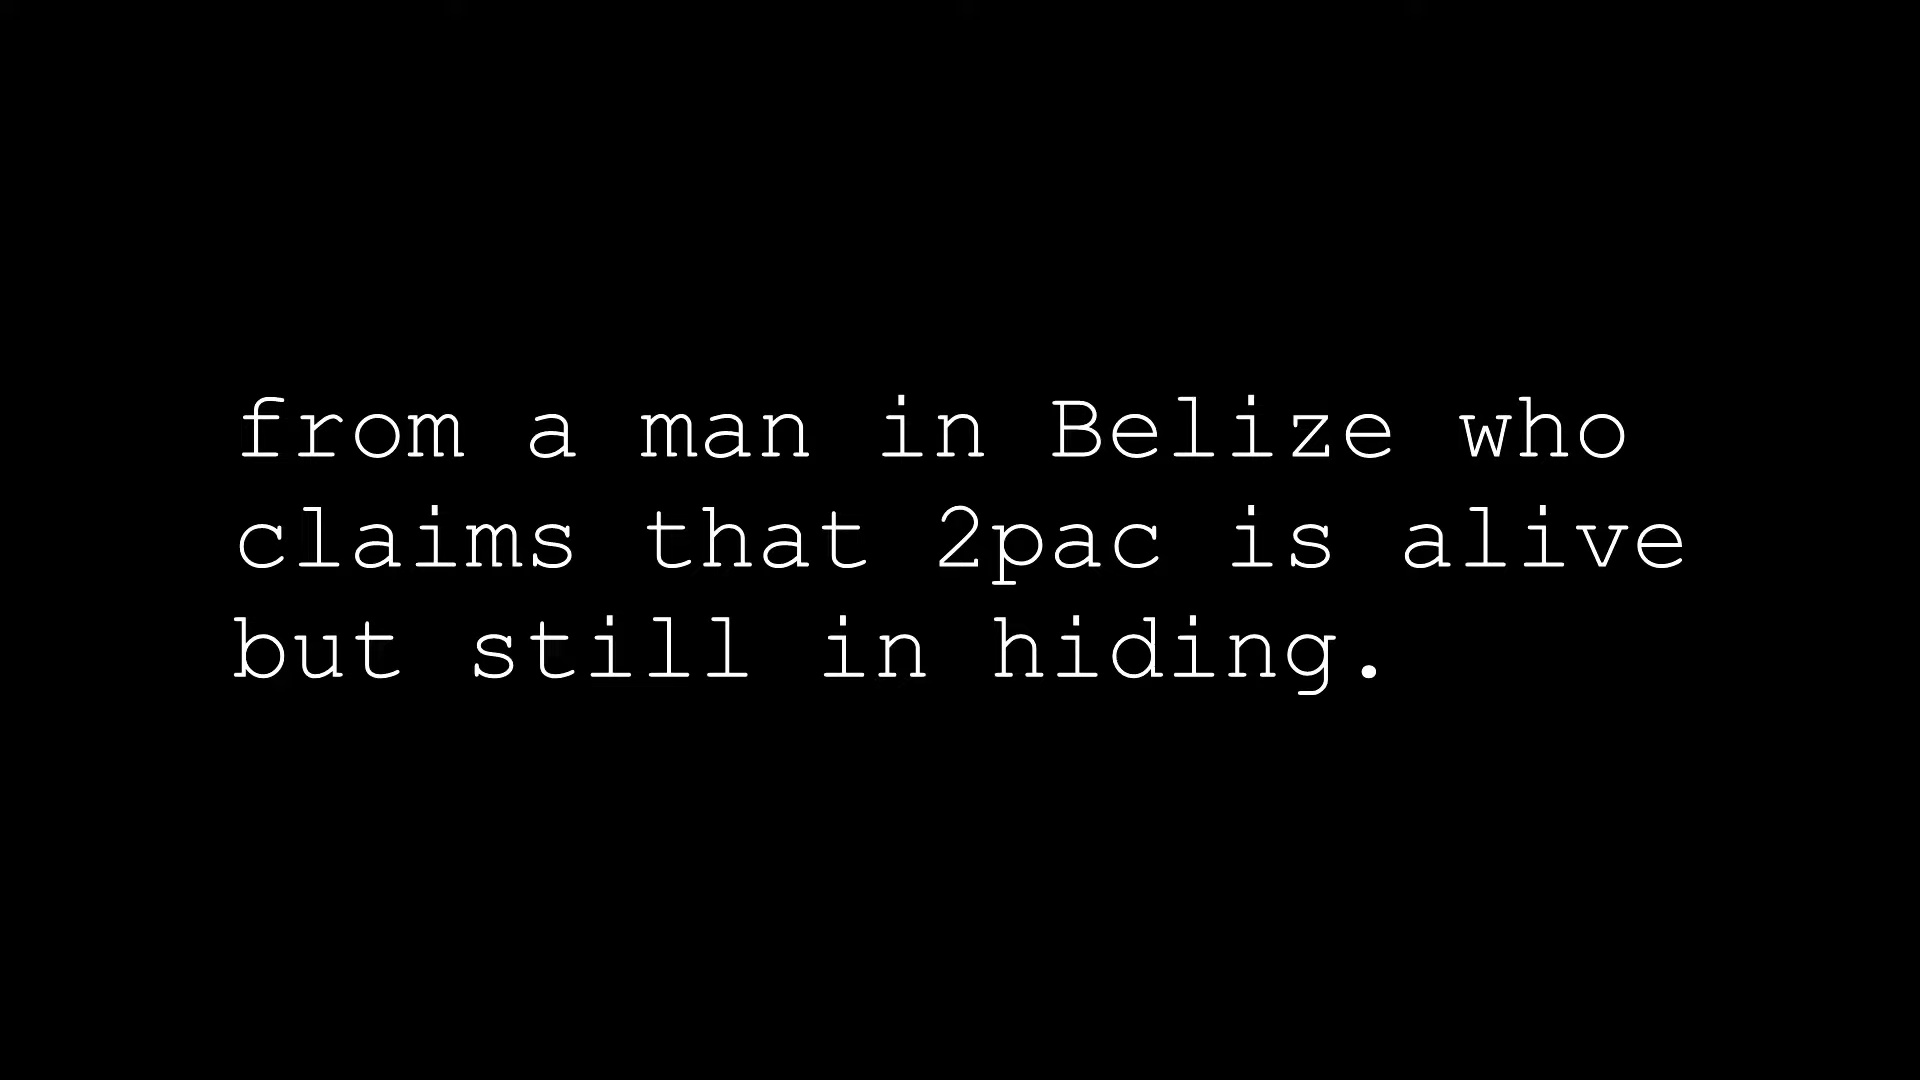 from a man in Belize who
claims that 2pac is alive
but still in hiding.